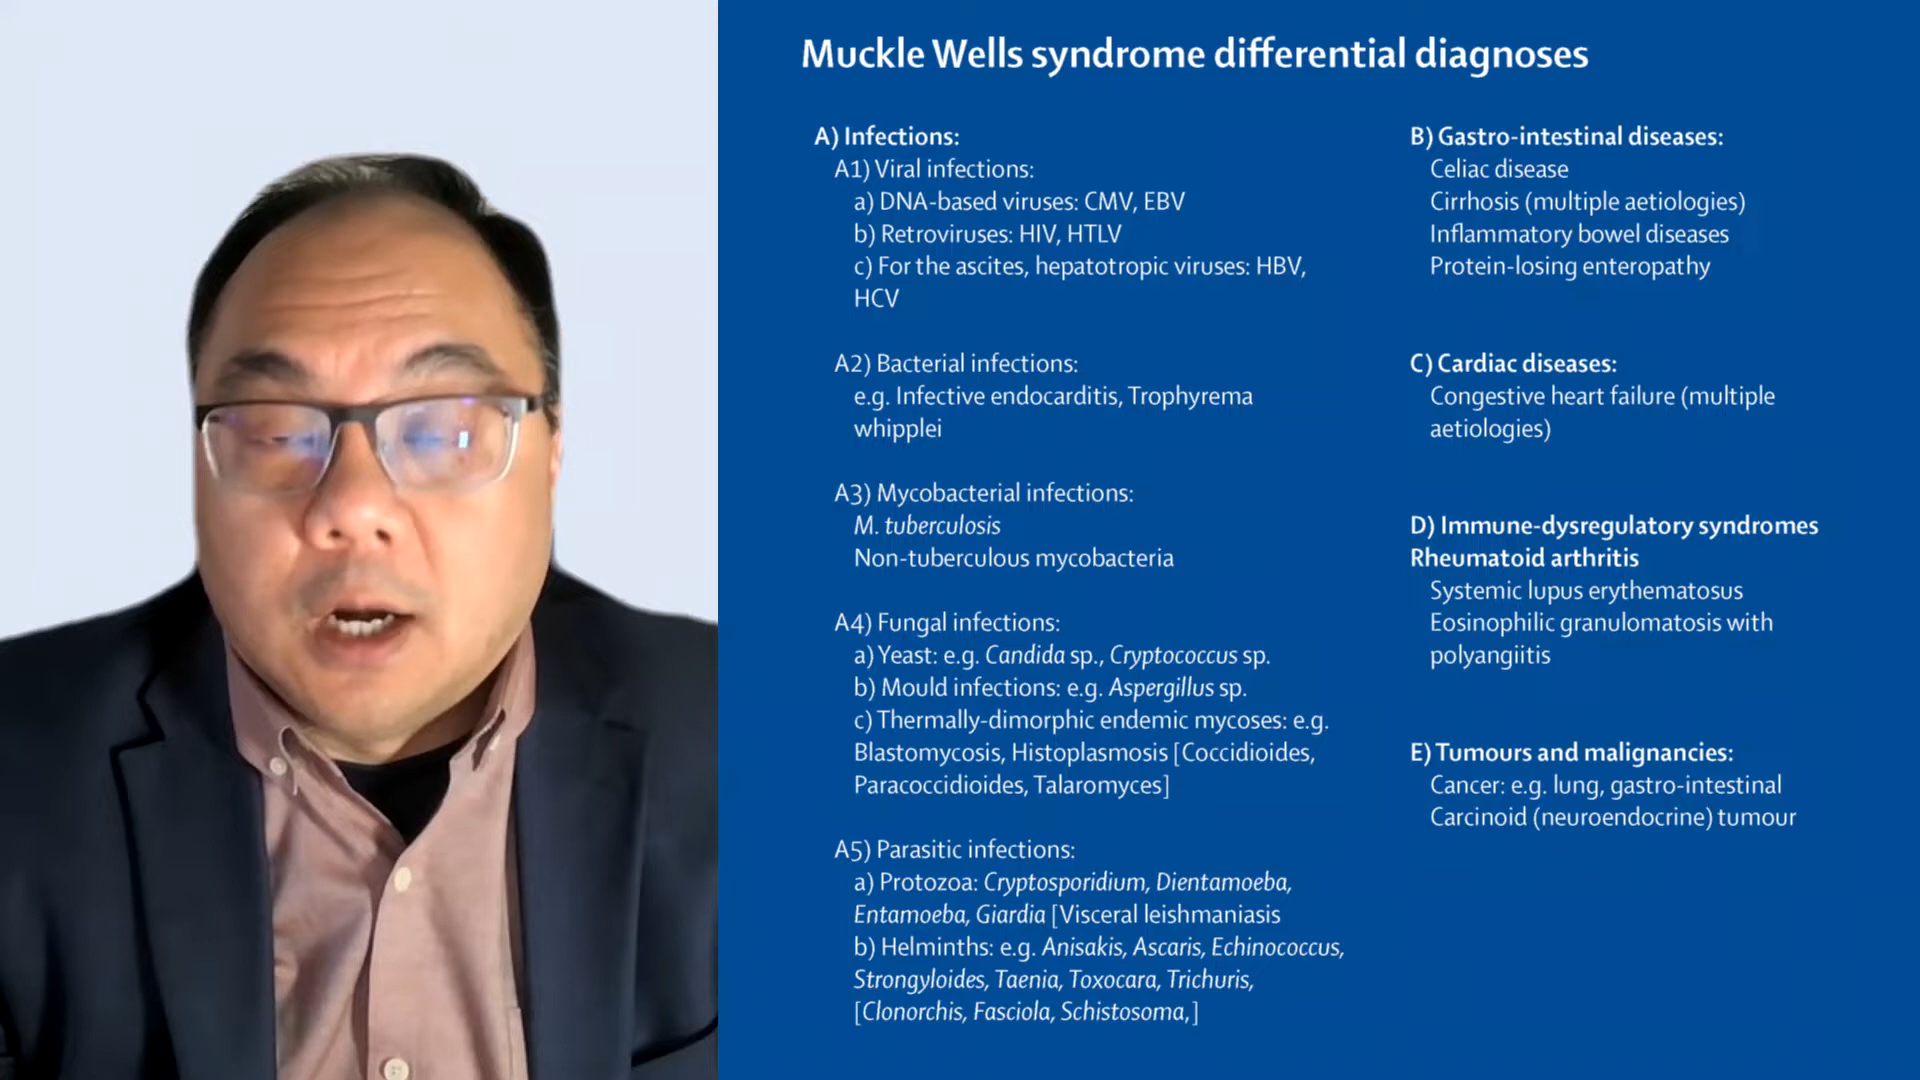 Muckle Wells syndrome differential diagnoses
A) Infections:
A1) Viral infections:
a) DNA-based viruses: CMV, EBV
b) Retroviruses: HIV, HTLV
c) For the ascites, hepatotropic viruses: HBV,
HCV
A2) Bacterial infections:
e.g. Infective endocarditis, Trophyrema
whipplei
A3) Mycobacterial infections:
M. tuberculosis
Non-tuberculous mycobacteria
A4) Fungal infections:
a) Yeast: e.g. Candida sp., Cryptococcus sp.
b) Mould infections: e.g. Aspergillus sp.
c) Thermally-dimorphic endemic mycoses: e.g.
Blastomycosis, Histoplasmosis [Coccidioides,
Paracoccidioides, Talaromyces]
A5) Parasitic infections:
a) Protozoa: Cryptosporidium, Dientamoeba,
Entamoeba, Giardia [Visceral leishmaniasis
b) Helminths: e.g. Anisakis, Ascaris, Echinococcus,
Strongyloides, Taenia, Toxocara, Trichuris,
[Clonorchis, Fasciola, Schistosoma,]
B) Gastro-intestinal diseases:
Celiac disease
Cirrhosis (multiple aetiologies)
Inflammatory bowel diseases
Protein-losing enteropathy
C) Cardiac diseases:
Congestive heart failure (multiple
aetiologies)
D) Immune-dysregulatory syndromes
Rheumatoid arthritis
Systemic lupus erythematosus
Eosinophilic granulomatosis with
polyangiitis
E) Tumours and malignancies:
Cancer: e.g. lung, gastro-intestinal
Carcinoid (neuroendocrine) tumour